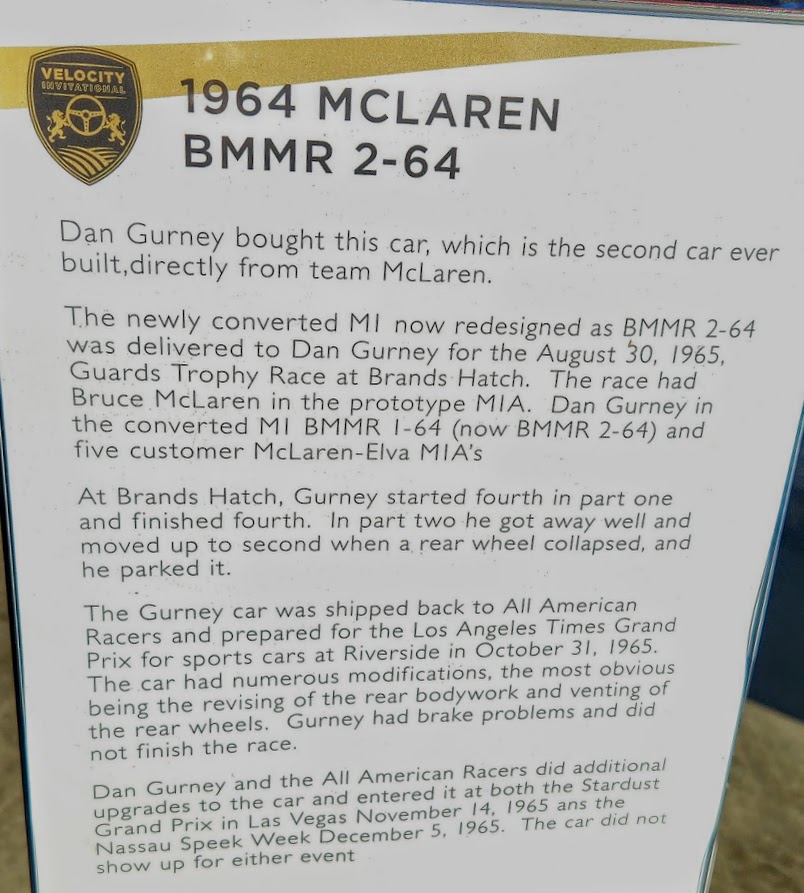 VELOCITY
INVITATIONAL
1964 MCLAREN
BMMR 2-64
Dan Gurney bought this car, which is the second car ever
built,directly from team McLaren.
The newly converted M1 now redesigned as BMMR 2-64
was delivered to Dan Gurney for the August 30, 1965,
Guards Trophy Race at Brands Hatch. The race had
Bruce McLaren in the prototype M1A. Dan Gurney in
the converted M1 BMMR 1-64 (now BMMR 2-64) and
five customer McLaren-Elva M1A's
At Brands Hatch, Gurney started fourth in part one
and finished fourth. In part two he got away well and
moved up to second when a rear wheel collapsed, and
he parked it.
The Gurney car was shipped back to All American
Racers and prepared for the Los Angeles Times Grand
Prix for sports cars at Riverside in October 31, 1965.
The car had numerous modifications, the most obvious
being the revising of the rear bodywork and venting of
the rear wheels. Gurney had brake problems and did
not finish the race.
Dan Gurney and the All American Racers did additional
upgrades to the car and entered it at both the Stardust
Grand Prix in Las Vegas November 14, 1965 ans the
Nassau Speek Week December 5, 1965. The car did not
show up for either event